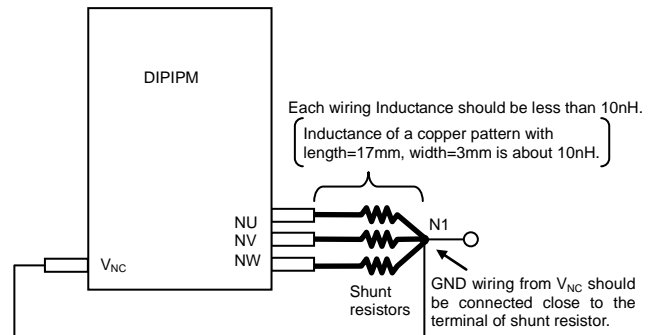 DIPIPM
Each wiring Inductance should be less than 10nH.
Inductance of a copper pattern with
length=17mm, width=3mm is about 10nH.
NU
NV
NW
N1
VNC
Shunt
resistors
GND wiring from VNC should
be connected close to the
terminal of shunt resistor.